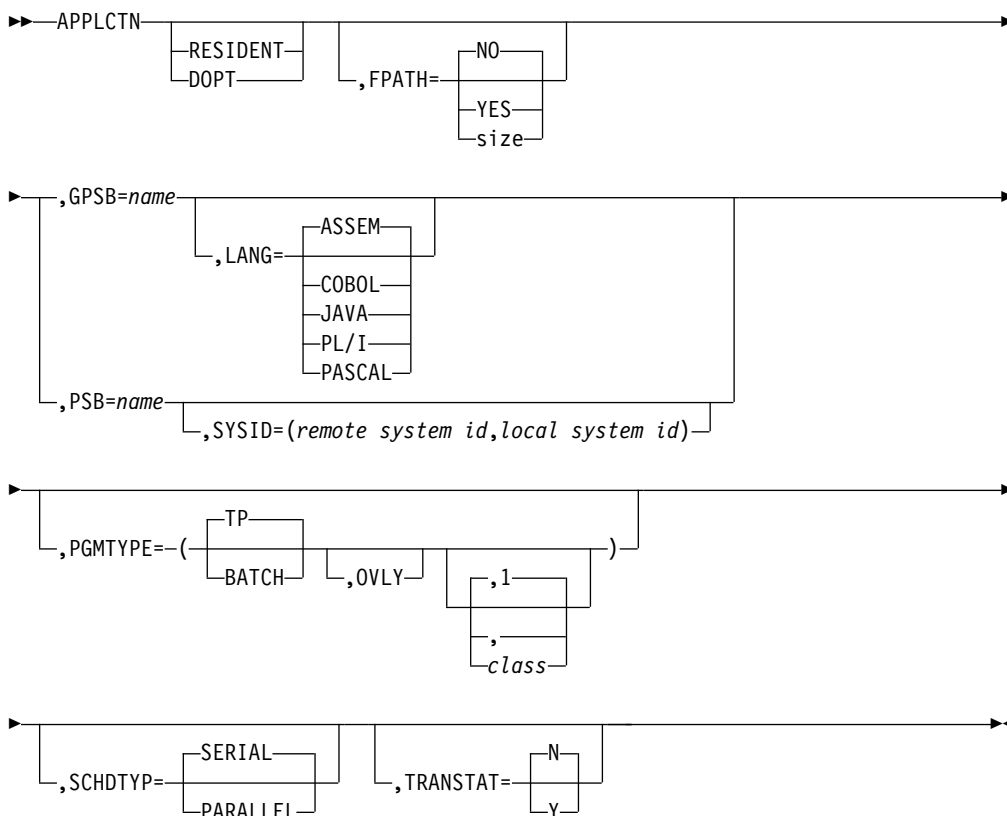 APPLCTN
RESIDENT
DOPT
,FPATH=
NO
YES
size
,GPSB=name
,LANG=
ASSEM
COBOL
JAVA
PL/I
PASCAL
,PSB=name
,SYSID=(remote system id,local system id)
,PGMTYPE=(
TP
BATCH
,OVLY
,1
,
class
)
,SCHDTYP=
SERIAL
PARALLEL
,TRANSTAT=
N
Y